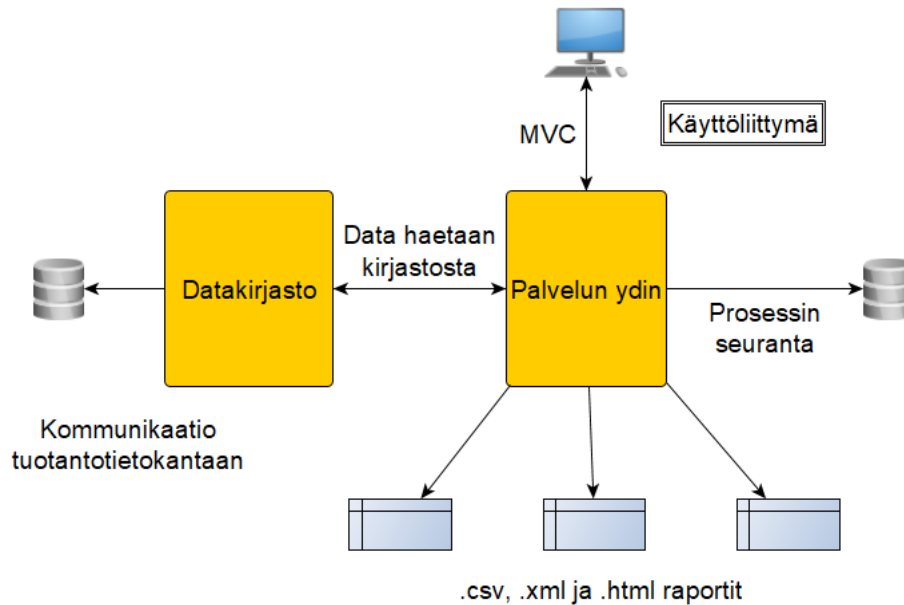 MVC
Käyttöliittymä
Data haetaan
kirjastosta
Datakirjasto
Palvelun ydin
Prosessin
seuranta
Kommunikaatio
tuotantotietokantaan
.csv, .xml ja .html raportit